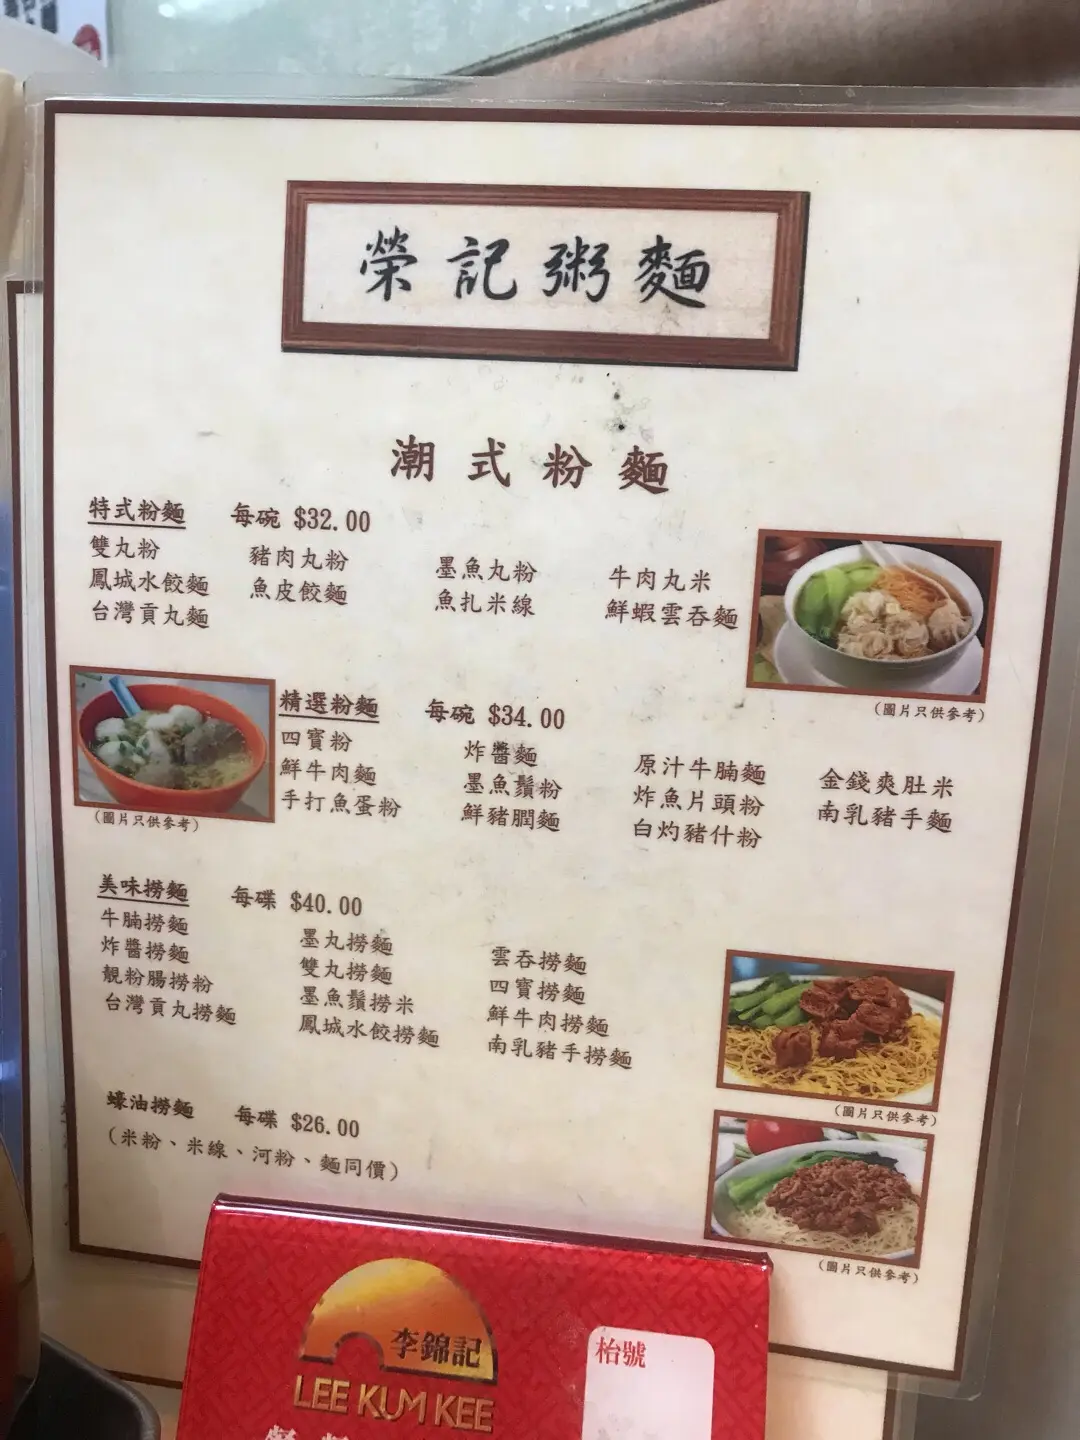 榮記粥麵
潮式粉麵
特式粉麵 每碗 $32.00
雙丸粉 豬肉丸粉 墨魚丸粉 牛肉丸米
鳳城水餃麵 魚皮餃麵 魚扎米線 鮮蝦雲吞麵
台灣貢丸麵
(圖片只供參考)
精選粉麵 每碗 $34.00
四寶粉 炸醬麵 原汁牛腩麵 金錢爽肚米
鮮牛肉麵 墨魚鬚粉 炸魚片頭粉 南乳豬手麵
手打魚蛋粉 鮮豬膶麵 白灼豬什粉
(圖片只供參考)
美味撈麵 每碟 $40.00
牛腩撈麵 墨丸撈麵 雲吞撈麵
炸醬撈麵 雙丸撈麵 四寶撈麵
靚粉腸撈粉 墨魚鬚撈米 鮮牛肉撈麵
台灣貢丸撈麵 鳳城水餃撈麵 南乳豬手撈麵
(圖片只供參考)
蠔油撈麵 每碟 $26.00
(米粉、米線、河粉、麵同價)
(圖片只供參考)
李錦記
LEE KUM KEE
枱號